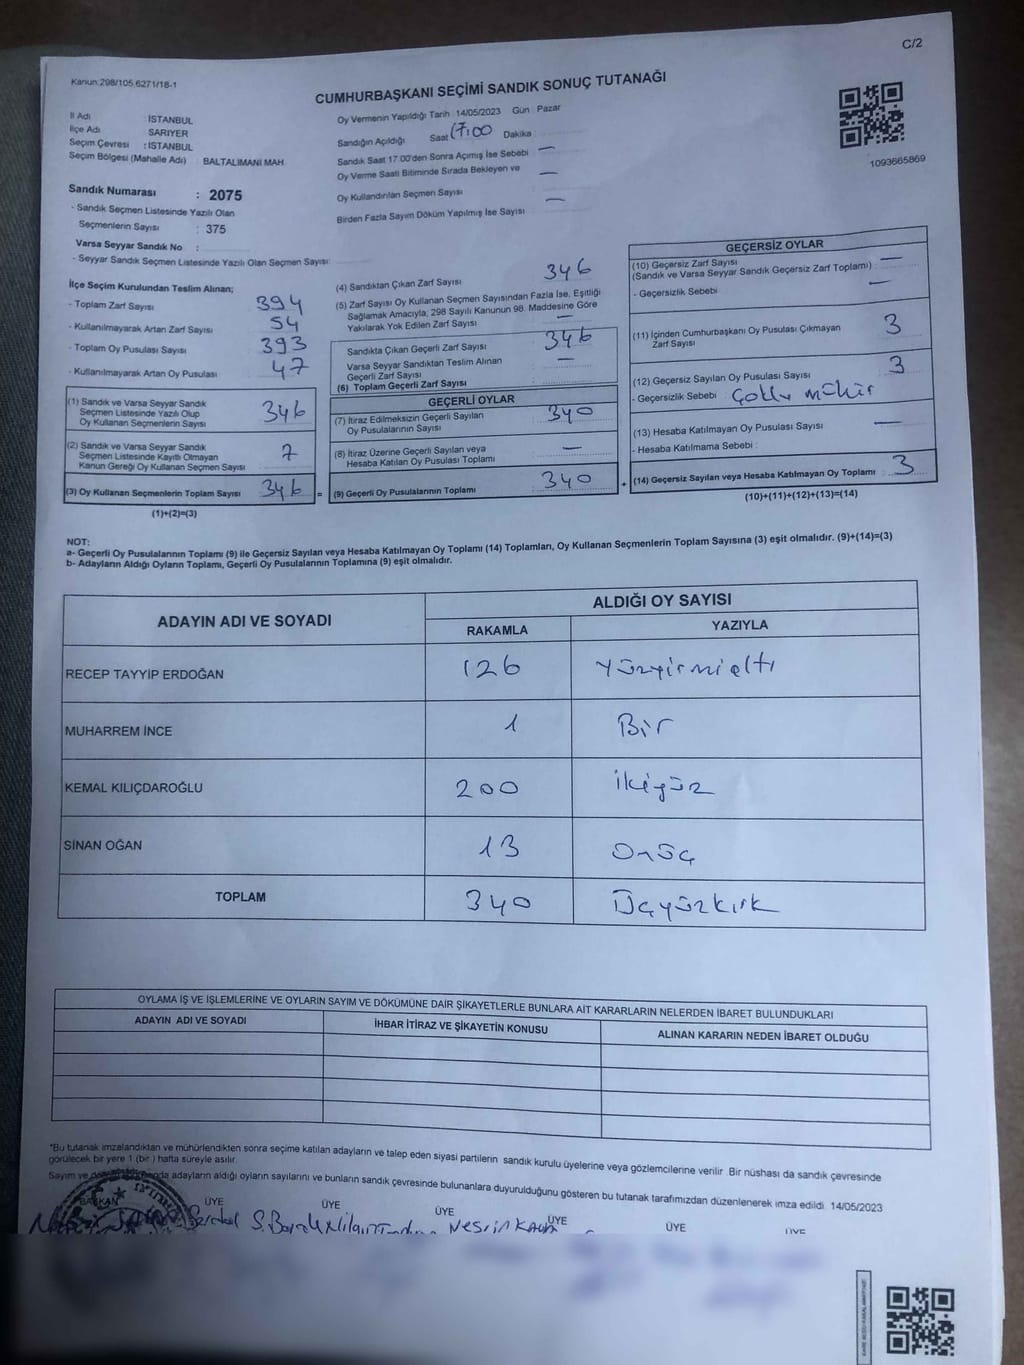 C/2
Kanun:298/105,6271/18-1
CUMHURBAŞKANI SEÇİMİ SANDIK SONUÇ TUTANAĞI
İl Adı : İSTANBUL
İlçe Adı : SARIYER
Seçim Çevresi : İSTANBUL
Seçim Bölgesi (Mahalle Adı) : BALTALİMANI MAH.
Sandık Numarası : 2075
- Sandık Seçmen Listesinde Yazılı Olan
Seçmenlerin Sayısı : 375
Varsa Seyyar Sandık No :
- Seyyar Sandık Seçmen Listesinde Yazılı Olan Seçmen Sayısı:
Oy Vermenin Yapıldığı Tarih 14/05/2023 Gün : Pazar
Sandığın Açıldığı Saat 17:00 Dakika :
Sandık Saat 17.00'den Sonra Açılmış İse Sebebi : —
Oy Verme Saati Bitiminde Sırada Bekleyen ve
Oy Kullandırılan Seçmen Sayısı : —
Birden Fazla Sayım Döküm Yapılmış İse Sayısı : —
1093665869
İlçe Seçim Kurulundan Teslim Alınan;
- Toplam Zarf Sayısı : 394
- Kullanılmayarak Artan Zarf Sayısı : 54
- Toplam Oy Pusulası Sayısı : 393
- Kullanılmayarak Artan Oy Pusulası : 47
(1) Sandık ve Varsa Seyyar Sandık
Seçmen Listesinde Yazılı Olup
Oy Kullanan Seçmenlerin Sayısı : 346
(2) Sandık ve Varsa Seyyar Sandık
Seçmen Listesinde Kayıtlı Olmayan
Kanun Gereği Oy Kullanan Seçmen Sayısı : 7
(3) Oy Kullanan Seçmenlerin Toplam Sayısı : 346 =
(1)+(2)=(3)
(4) Sandıktan Çıkan Zarf Sayısı : 346
(5) Zarf Sayısı Oy Kullanan Seçmen Sayısından Fazla İse, Eşitliği
Sağlamak Amacıyla, 298 Sayılı Kanunun 98. Maddesine Göre
Yakılarak Yok Edilen Zarf Sayısı : —
Sandıkta Çıkan Geçerli Zarf Sayısı : 346
Varsa Seyyar Sandıktan Teslim Alınan
Geçerli Zarf Sayısı : —
(6) Toplam Geçerli Zarf Sayısı :
GEÇERLİ OYLAR
(7) İtiraz Edilmeksizin Geçerli Sayılan
Oy Pusulalarının Sayısı : 340
(8) İtiraz Üzerine Geçerli Sayılan veya
Hesaba Katılan Oy Pusulası Toplamı : —
(9) Geçerli Oy Pusulalarının Toplamı : 340 +
GEÇERSİZ OYLAR
(10) Geçersiz Zarf Sayısı : —
(Sandık ve Varsa Seyyar Sandık Geçersiz Zarf Toplamı)
- Geçersizlik Sebebi : —
(11) İçinden Cumhurbaşkanı Oy Pusulası Çıkmayan
Zarf Sayısı : 3
(12) Geçersiz Sayılan Oy Pusulası Sayısı : 3
- Geçersizlik Sebebi : Çoklu mühür
(13) Hesaba Katılmayan Oy Pusulası Sayısı : —
- Hesaba Katılmama Sebebi :
(14) Geçersiz Sayılan veya Hesaba Katılmayan Oy Toplamı : 3
(10)+(11)+(12)+(13)=(14)
NOT:
a- Geçerli Oy Pusulalarının Toplamı (9) ile Geçersiz Sayılan veya Hesaba Katılmayan Oy Toplamı (14) Toplamları, Oy Kullanan Seçmenlerin Toplam Sayısına (3) eşit olmalıdır. (9)+(14)=(3)
b- Adayların Aldığı Oyların Toplamı, Geçerli Oy Pusulalarının Toplamına (9) eşit olmalıdır.
ADAYIN ADI VE SOYADI
ALDIĞI OY SAYISI
RAKAMLA YAZIYLA
RECEP TAYYİP ERDOĞAN 126 Yüzyirmialtı
MUHARREM İNCE 1 Bir
KEMAL KILIÇDAROĞLU 200 İkiyüz
SİNAN OĞAN 13 Onüç
TOPLAM 340 Üçyüzkırk
OYLAMA İŞ VE İŞLEMLERİNE VE OYLARIN SAYIM VE DÖKÜMÜNE DAİR ŞİKAYETLERLE BUNLARA AİT KARARLARIN NELERDEN İBARET BULUNDUKLARI
ADAYIN ADI VE SOYADI İHBAR İTİRAZ VE ŞİKAYETİN KONUSU ALINAN KARARIN NEDEN İBARET OLDUĞU
*Bu tutanak imzalandıktan ve mühürlendikten sonra seçime katılan adayların ve talep eden siyasi partilerin sandık kurulu üyelerine veya gözlemcilerine verilir. Bir nüshası da sandık çevresinde
görülecek bir yere 1 (bir ) hafta süreyle asılır.
Sayım ve adayların aldığı oyların sayılarını ve bunların sandık çevresinde bulunanlara duyurulduğunu gösteren bu tutanak tarafımızdan düzenlenerek imza edildi. 14/05/2023
BAŞKAN ÜYE ÜYE ÜYE ÜYE ÜYE ÜYE
Nesrin